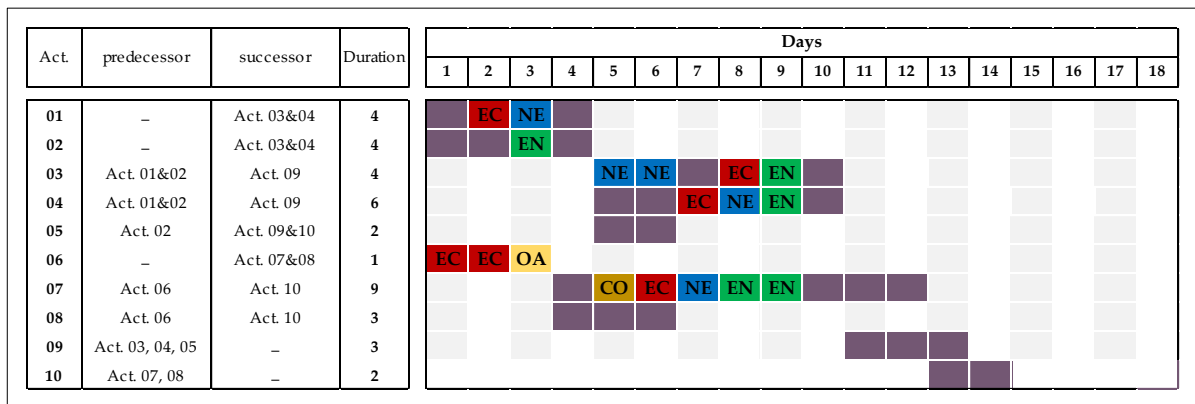 Act. predecessor successor Duration Days
1 2 3 4 5 6 7 8 9 10 11 12 13 14 15 16 17 18
01 – Act. 03&04 4 EC NE
02 – Act. 03&04 4 EN
03 Act. 01&02 Act. 09 4 NE NE EC EN
04 Act. 01&02 Act. 09 6 EC NE EN
05 Act. 02 Act. 09&10 2
06 – Act. 07&08 1 EC EC OA
07 Act. 06 Act. 10 9 CO EC NE EN EN
08 Act. 06 Act. 10 3
09 Act. 03, 04, 05 – 3
10 Act. 07, 08 – 2